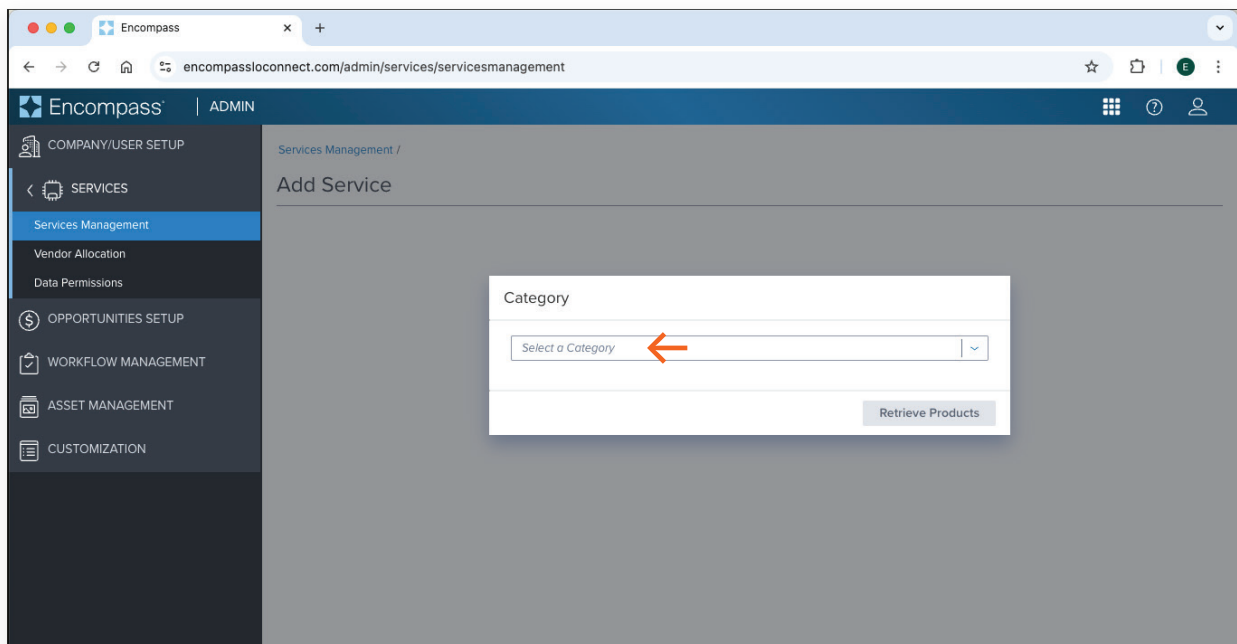 Encompass
encompassloconnect.com/admin/services/servicesmanagement
E
Encompass | ADMIN
COMPANY/USER SETUP
SERVICES
Services Management
Vendor Allocation
Data Permissions
OPPORTUNITIES SETUP
WORKFLOW MANAGEMENT
ASSET MANAGEMENT
CUSTOMIZATION
Services Management /
Add Service
Category
Select a Category
Retrieve Products